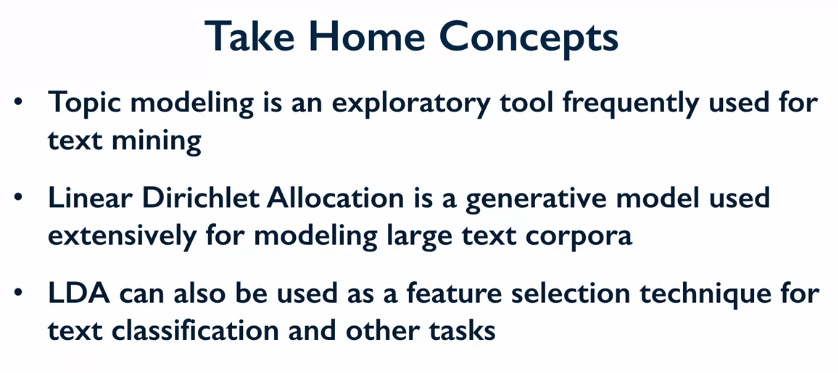 Take Home Concepts
• Topic modeling is an exploratory tool frequently used for
text mining
• Linear Dirichlet Allocation is a generative model used
extensively for modeling large text corpora
• LDA can also be used as a feature selection technique for
text classification and other tasks